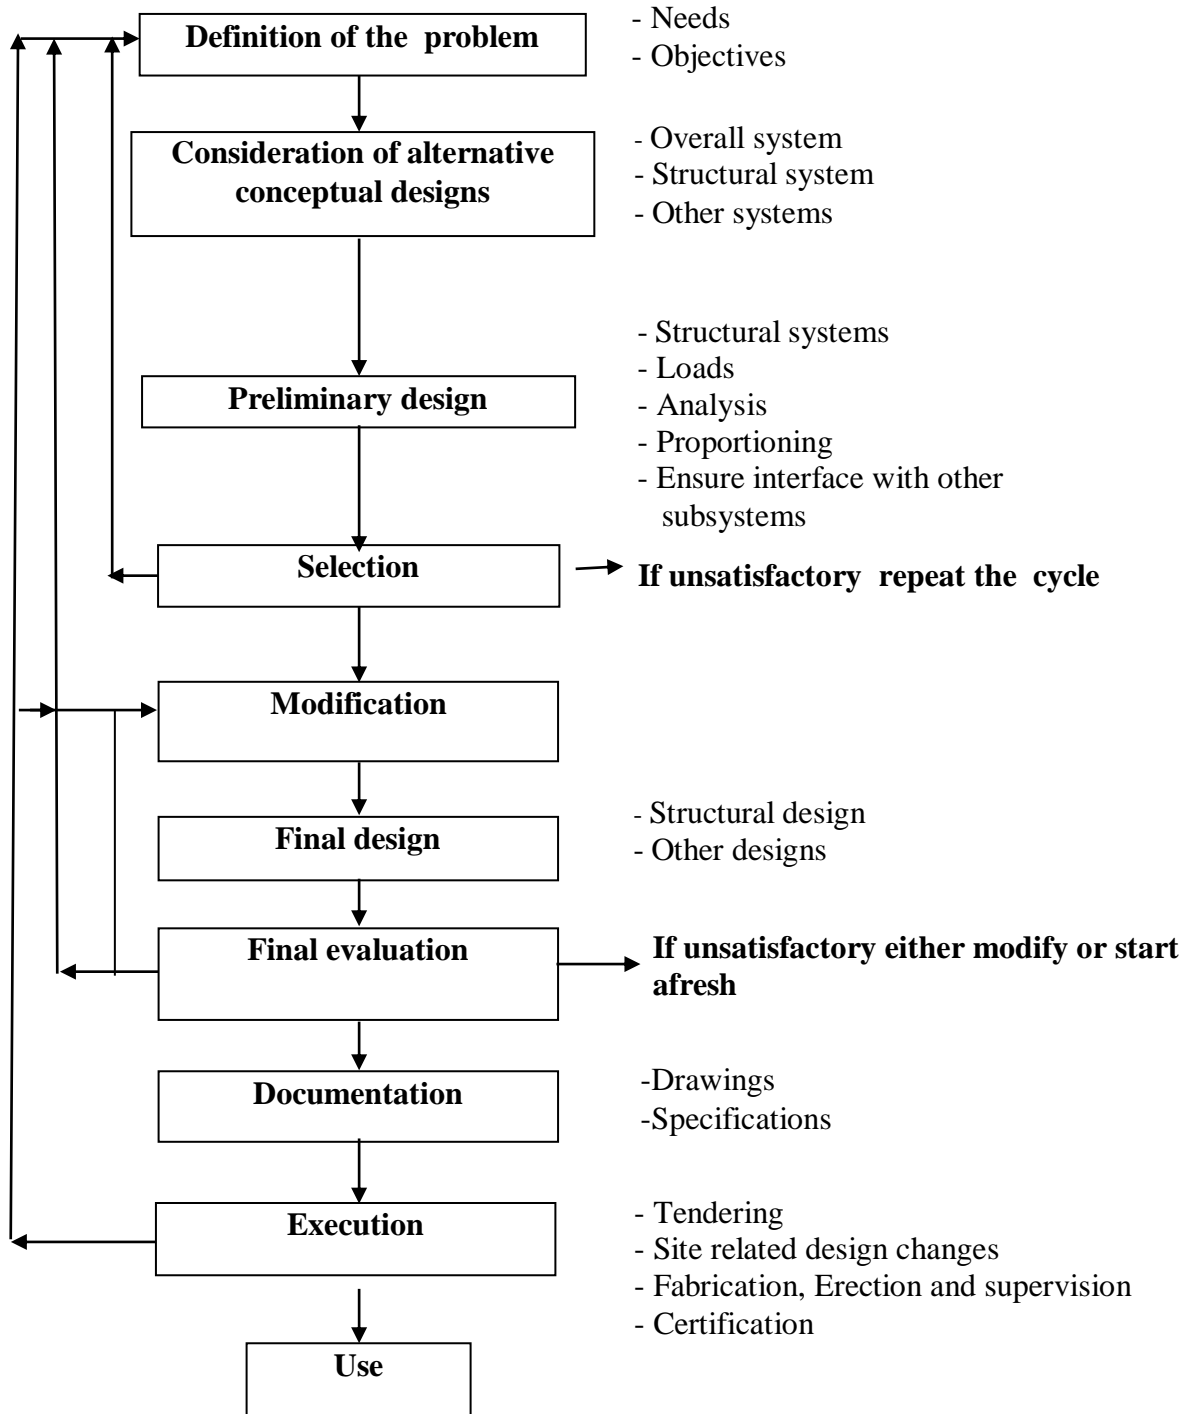 Definition of the problem
- Needs
- Objectives
Consideration of alternative
conceptual designs
- Overall system
- Structural system
- Other systems
Preliminary design
- Structural systems
- Loads
- Analysis
- Proportioning
- Ensure interface with other
subsystems
Selection
If unsatisfactory repeat the cycle
Modification
Final design
- Structural design
- Other designs
Final evaluation
If unsatisfactory either modify or start
afresh
Documentation
-Drawings
-Specifications
Execution
- Tendering
- Site related design changes
- Fabrication, Erection and supervision
- Certification
Use